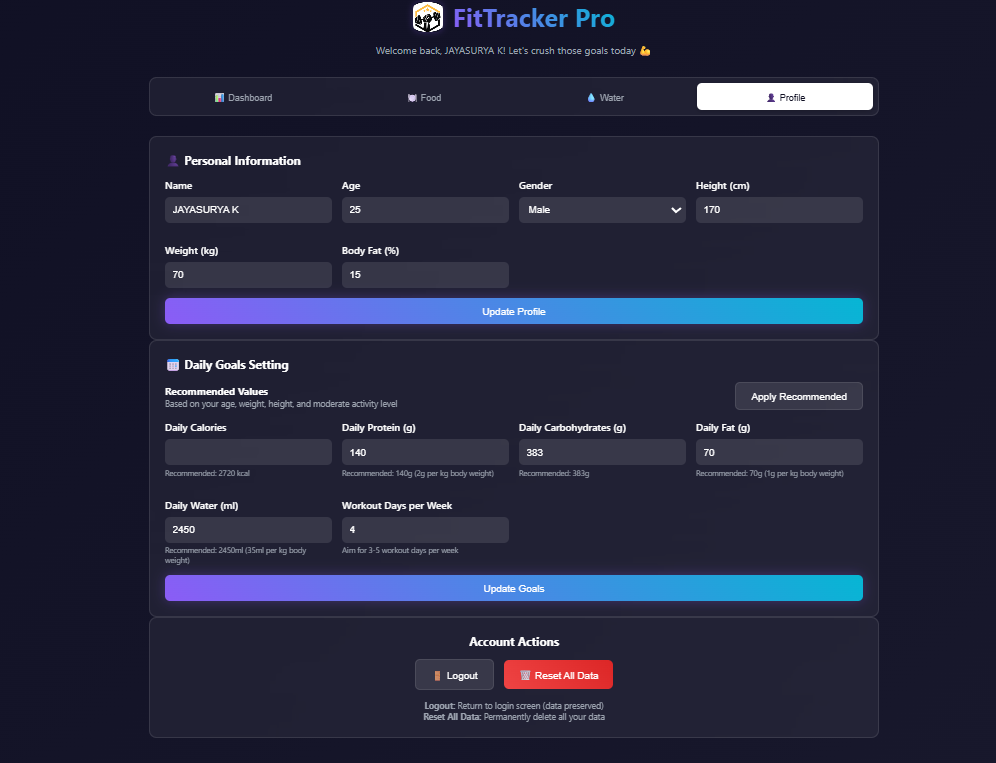 FitTracker Pro
Welcome back, JAYASURYA K! Let's crush those goals today 💪
📊 Dashboard
🍽️ Food
💧 Water
👤 Profile
👤 Personal Information
Name
Age
Gender
Height (cm)
JAYASURYA K
25
Male
170
Weight (kg)
Body Fat (%)
70
15
Update Profile
📅 Daily Goals Setting
Recommended Values
Based on your age, weight, height, and moderate activity level
Apply Recommended
Daily Calories
Daily Protein (g)
Daily Carbohydrates (g)
Daily Fat (g)
140
383
70
Recommended: 2720 kcal
Recommended: 140g (2g per kg body weight)
Recommended: 383g
Recommended: 70g (1g per kg body weight)
Daily Water (ml)
Workout Days per Week
2450
4
Recommended: 2450ml (35ml per kg body
weight)
Aim for 3-5 workout days per week
Update Goals
Account Actions
🚪 Logout
🗑️ Reset All Data
Logout: Return to login screen (data preserved)
Reset All Data: Permanently delete all your data